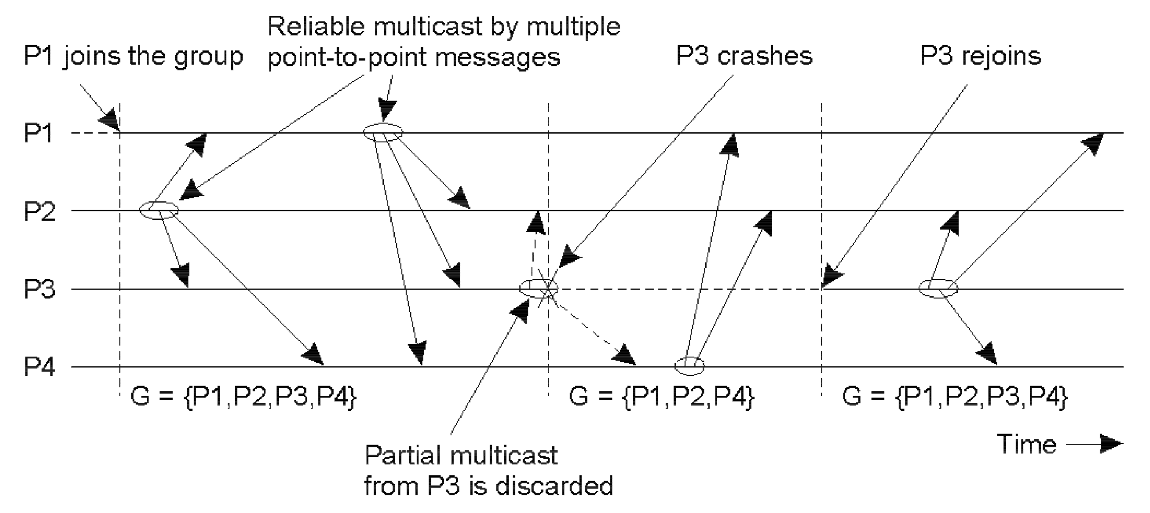 Reliable multicast by multiple
P1 joins the group point-to-point messages P3 crashes P3 rejoins
P1
P2
P3
P4
G = {P1,P2,P3,P4} G = {P1,P2,P4} G = {P1,P2,P3,P4}
Time
Partial multicast
from P3 is discarded